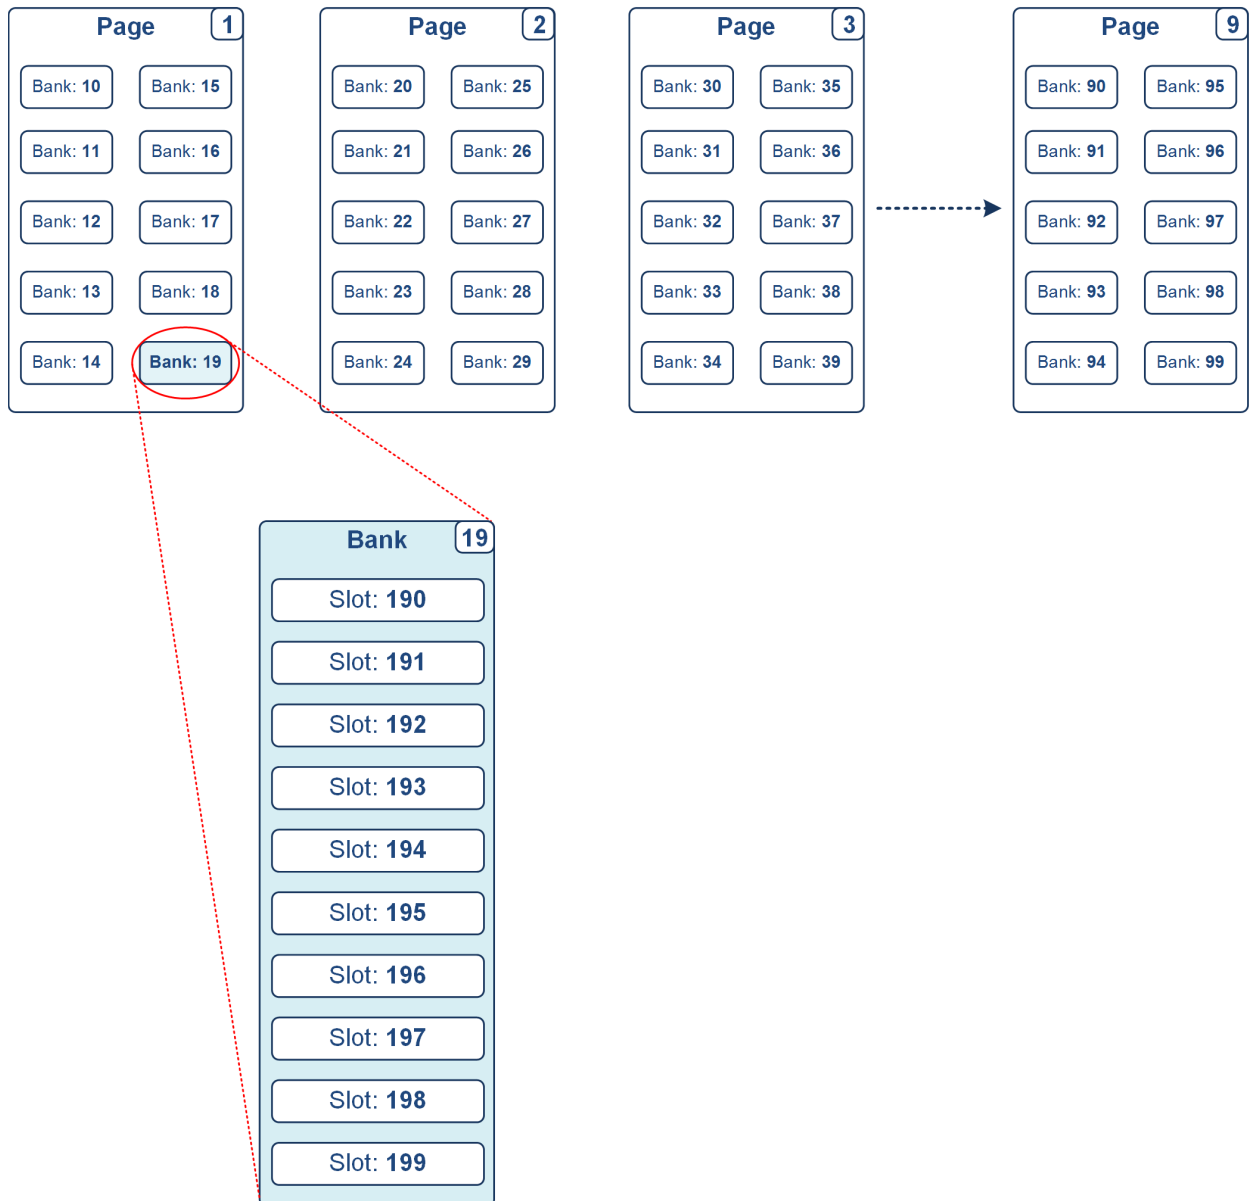 Page 1
Bank: 10 Bank: 15
Bank: 11 Bank: 16
Bank: 12 Bank: 17
Bank: 13 Bank: 18
Bank: 14 Bank: 19
Page 2
Bank: 20 Bank: 25
Bank: 21 Bank: 26
Bank: 22 Bank: 27
Bank: 23 Bank: 28
Bank: 24 Bank: 29
Page 3
Bank: 30 Bank: 35
Bank: 31 Bank: 36
Bank: 32 Bank: 37
Bank: 33 Bank: 38
Bank: 34 Bank: 39
Page 9
Bank: 90 Bank: 95
Bank: 91 Bank: 96
Bank: 92 Bank: 97
Bank: 93 Bank: 98
Bank: 94 Bank: 99
Bank 19
Slot: 190
Slot: 191
Slot: 192
Slot: 193
Slot: 194
Slot: 195
Slot: 196
Slot: 197
Slot: 198
Slot: 199